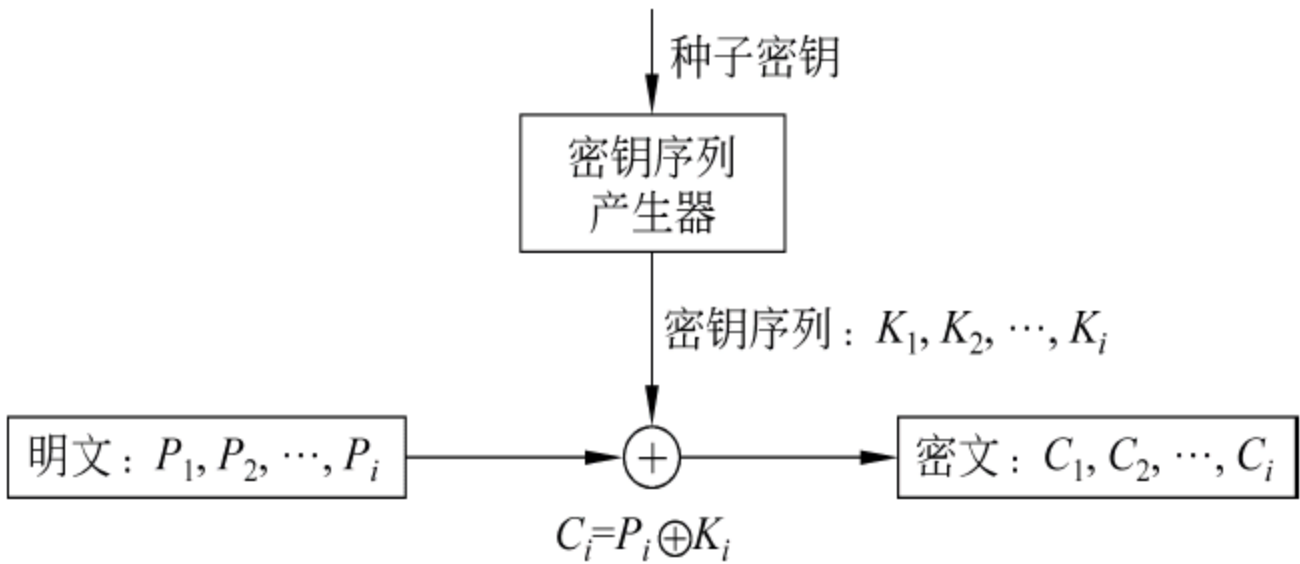 种子密钥
密钥序列
产生器
密钥序列：K₁, K₂, ⋯, Kᵢ
明文：P₁, P₂, ⋯, Pᵢ
密文：C₁, C₂, ⋯, Cᵢ
Cᵢ=Pᵢ⊕Kᵢ